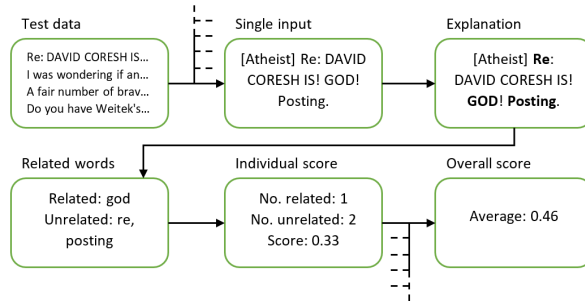 Test data
Re: DAVID CORESH IS…
I was wondering if an…
A fair number of brav…
Do you have Weitek's…
Single input
[Atheist] Re: DAVID
CORESH IS! GOD!
Posting.
Explanation
[Atheist] Re:
DAVID CORESH IS!
GOD! Posting.
Related words
Related: god
Unrelated: re,
posting
Individual score
No. related: 1
No. unrelated: 2
Score: 0.33
Overall score
Average: 0.46